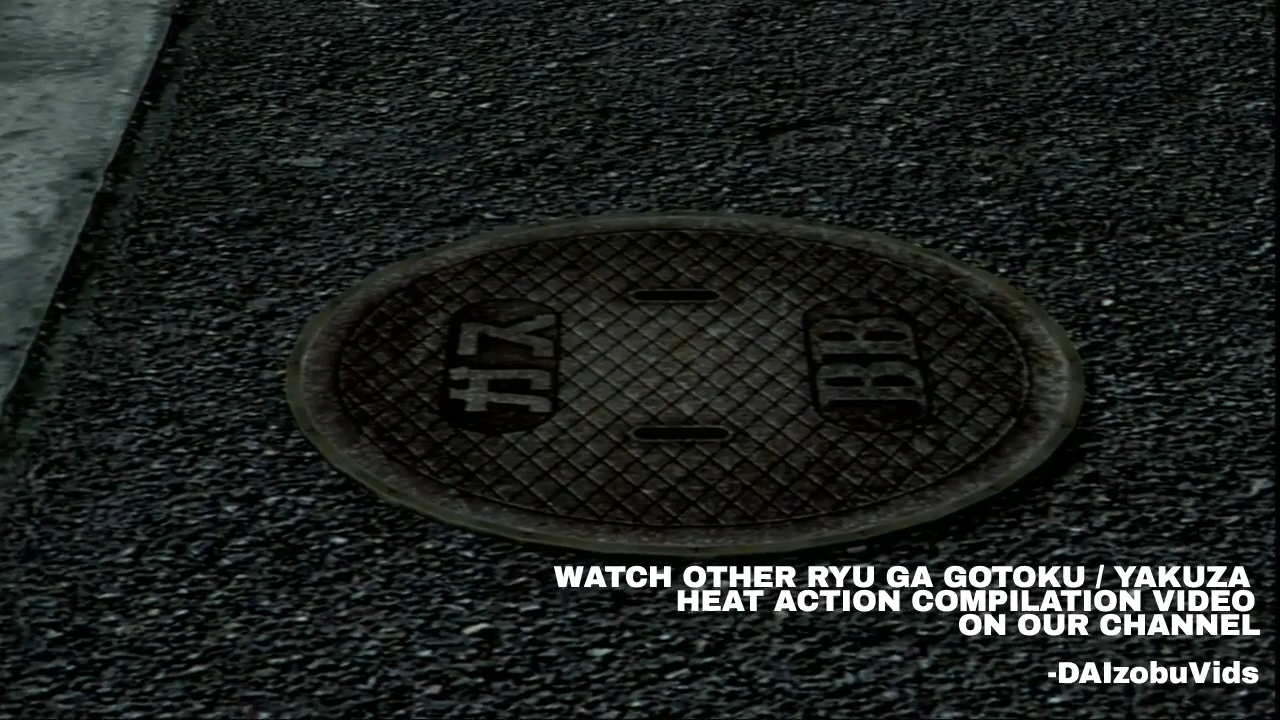 ガス
BB
WATCH OTHER RYU GA GOTOKU / YAKUZA
HEAT ACTION COMPILATION VIDEO
ON OUR CHANNEL
-DAIzobuVids